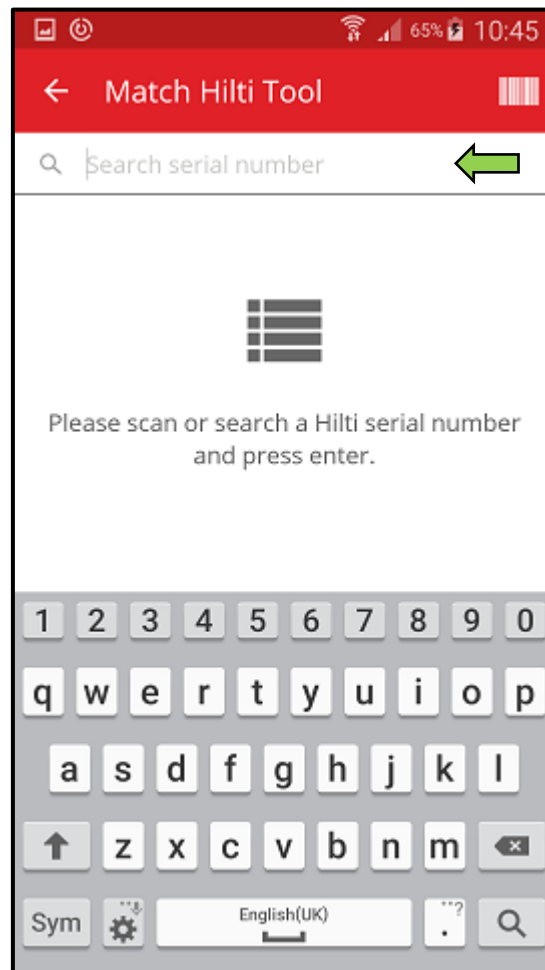 65% 10:45
Match Hilti Tool
Search serial number
Please scan or search a Hilti serial number
and press enter.
1 2 3 4 5 6 7 8 9 0
q w e r t y u i o p
a s d f g h j k l
z x c v b n m
Sym English(UK) . ?